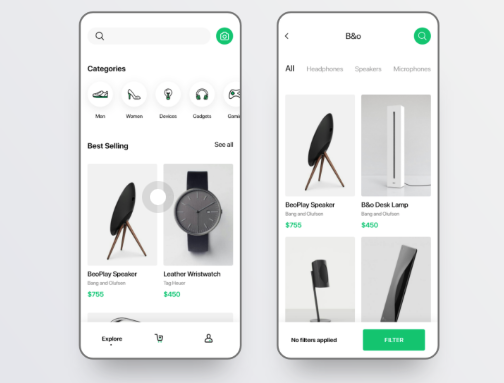 Categories
Men
Women
Devices
Gadgets
Best Selling
See all
BeoPlay Speaker
Bang and Olufsen
$755
Leather Wristwatch
Tag Heuer
$450
Explore
B&o
All
Headphones
Speakers
Microphones
BeoPlay Speaker
Bang and Olufsen
$755
B&o Desk Lamp
Bang and Olufsen
$450
No filters applied
FILTER